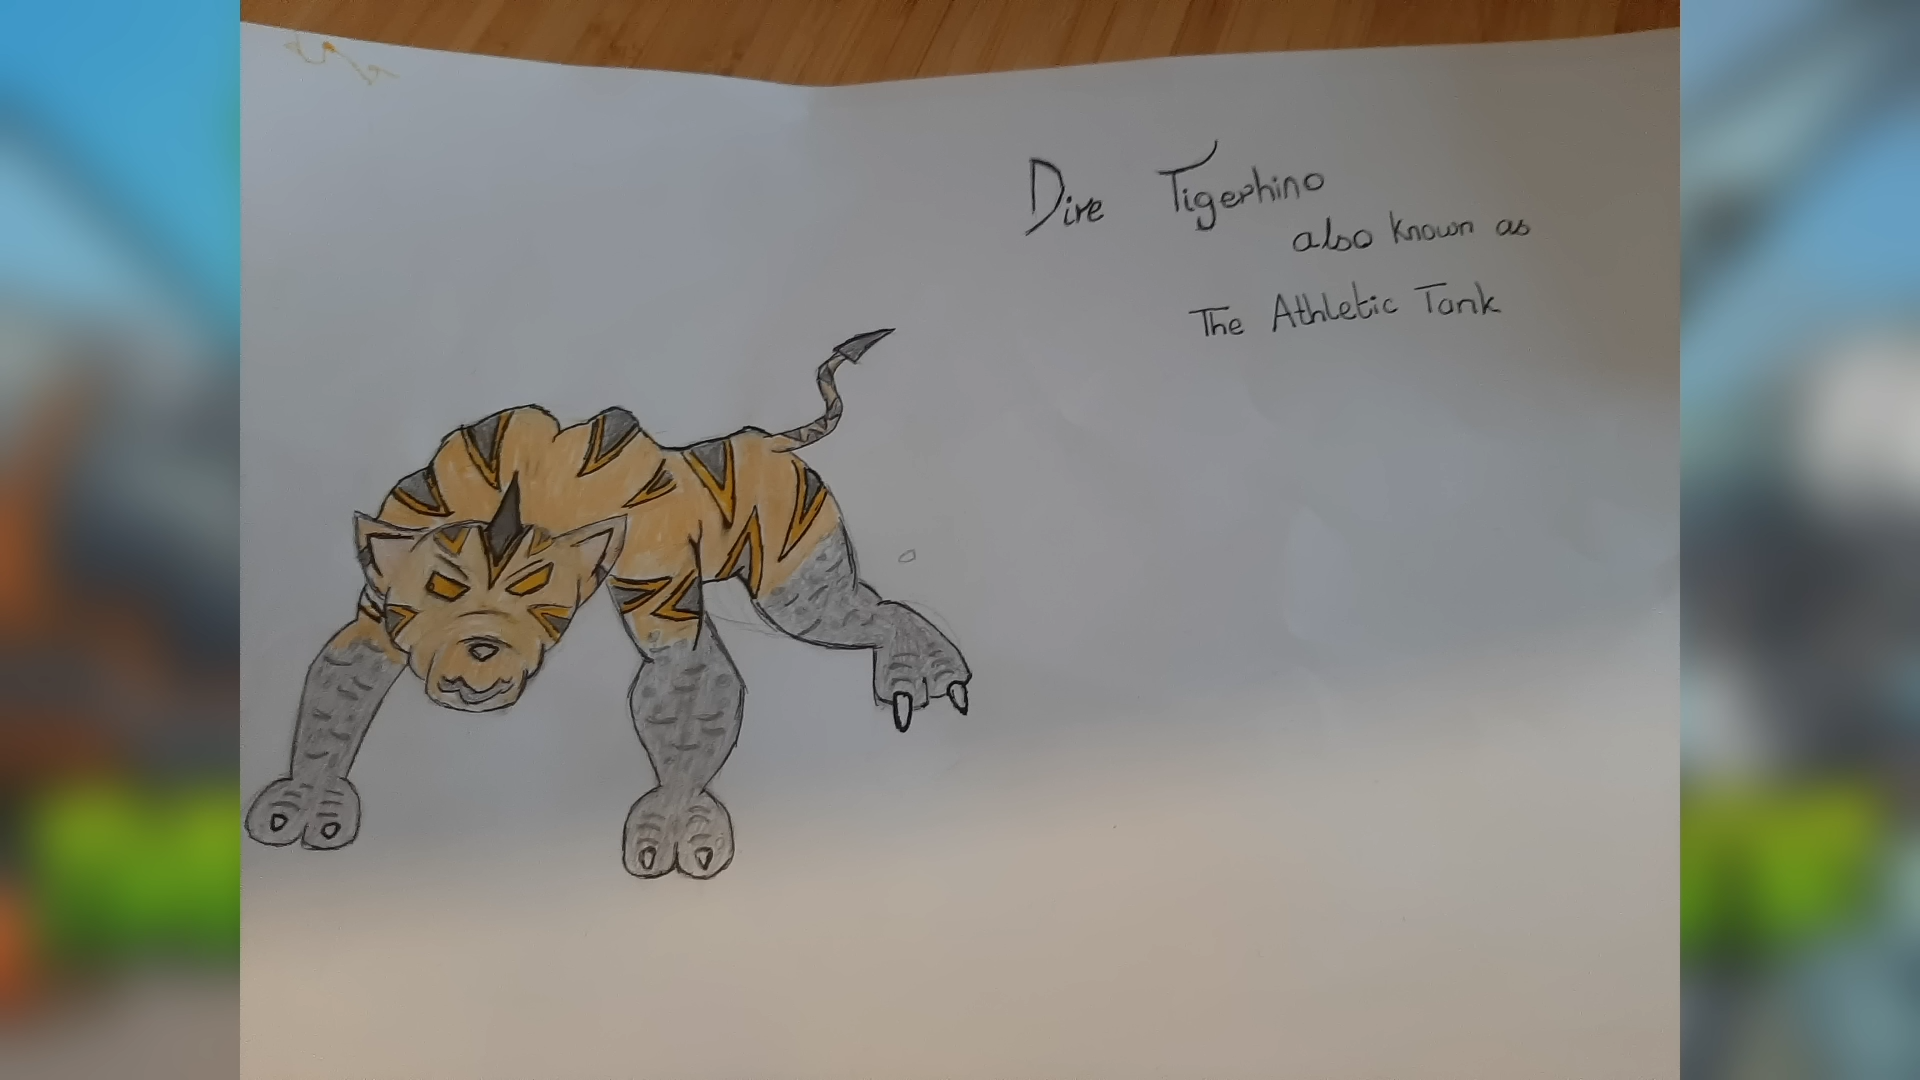 Dire Tigerhino
also known as
The Athletic Tank